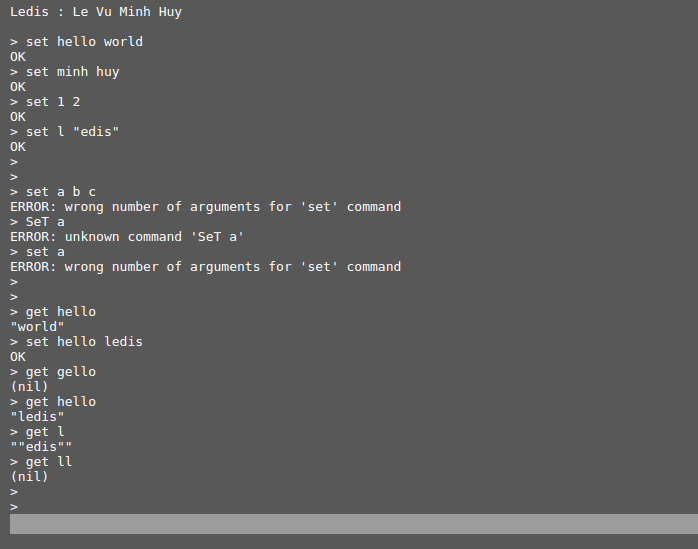 Ledis : Le Vu Minh Huy
> set hello world
OK
> set minh huy
OK
> set 1 2
OK
> set l "edis"
OK
>
>
> set a b c
ERROR: wrong number of arguments for 'set' command
> SeT a
ERROR: unknown command 'SeT a'
> set a
ERROR: wrong number of arguments for 'set' command
>
>
> get hello
"world"
> set hello ledis
OK
> get gello
(nil)
> get hello
"ledis"
> get l
""edis""
> get ll
(nil)
>
>